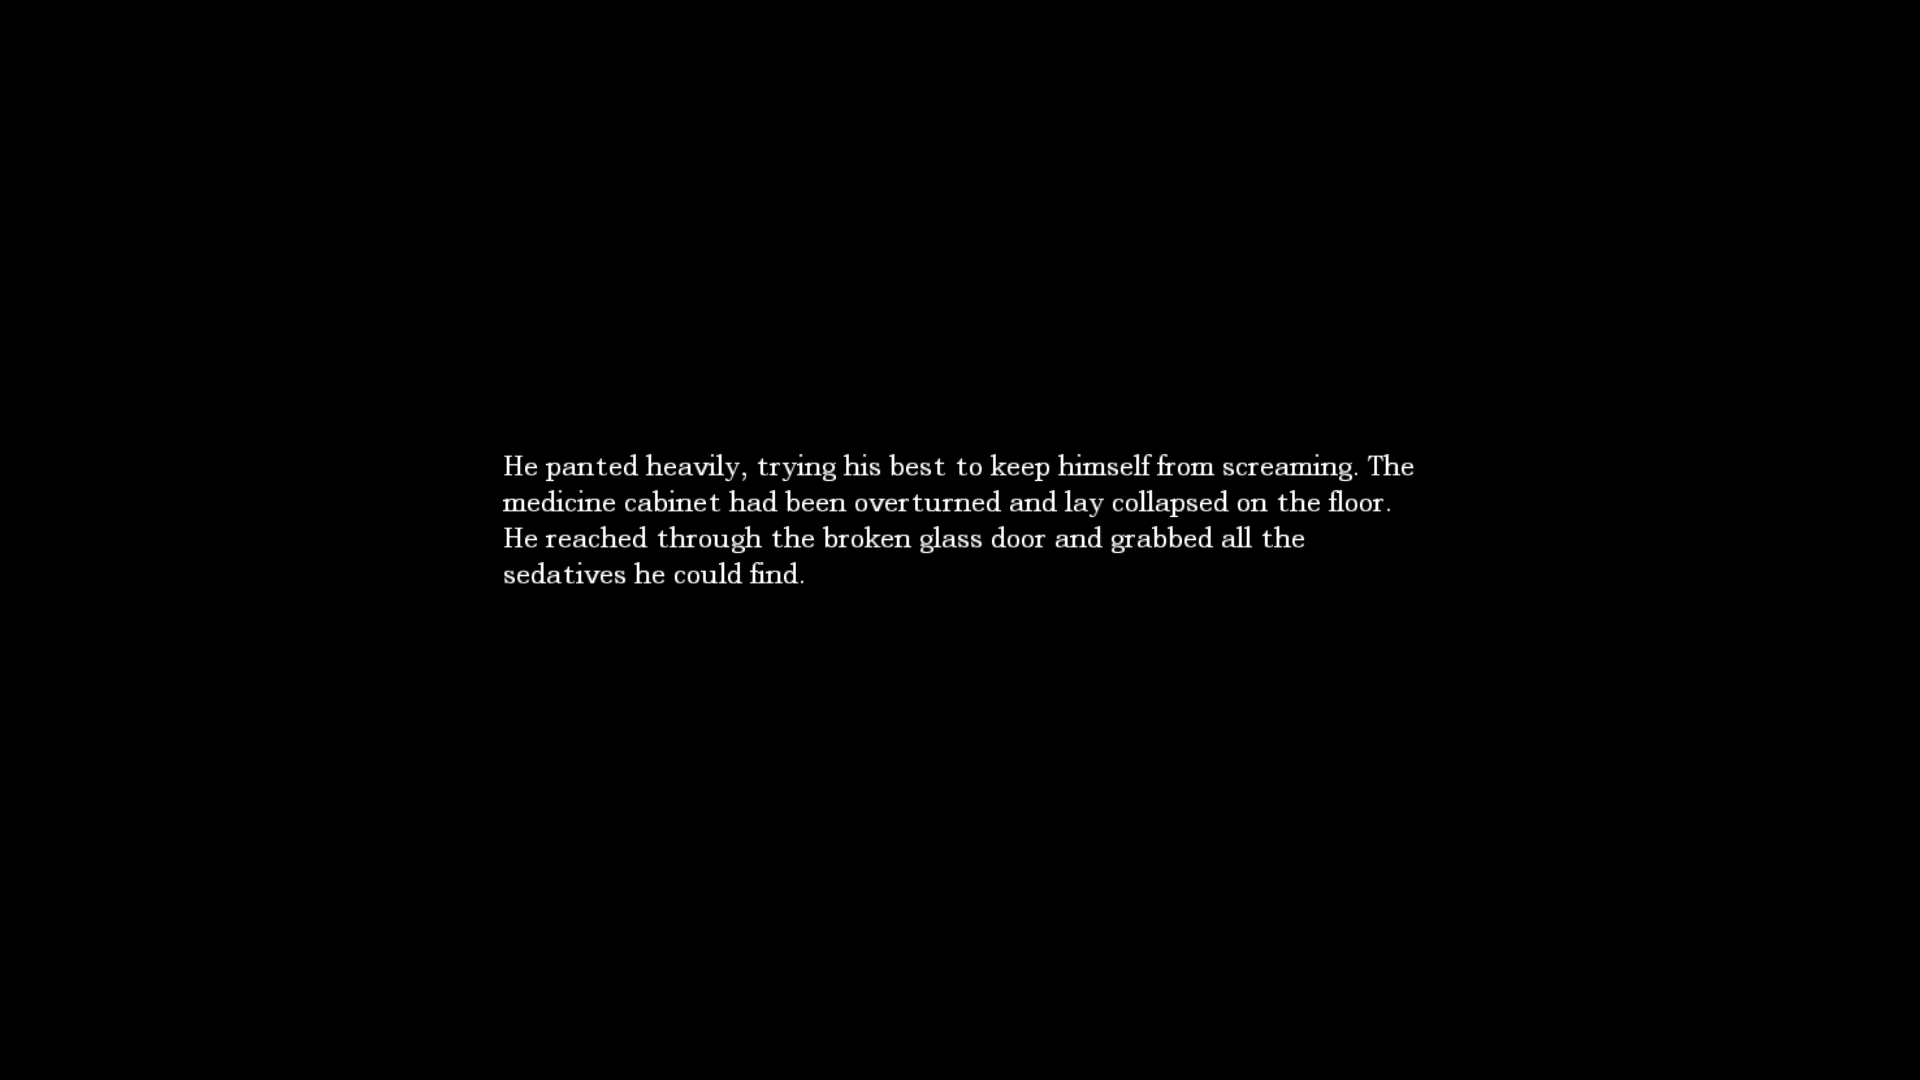 He panted heavily, trying his best to keep himself from screaming. The
medicine cabinet had been overturned and lay collapsed on the floor.
He reached through the broken glass door and grabbed all the
sedatives he could find.